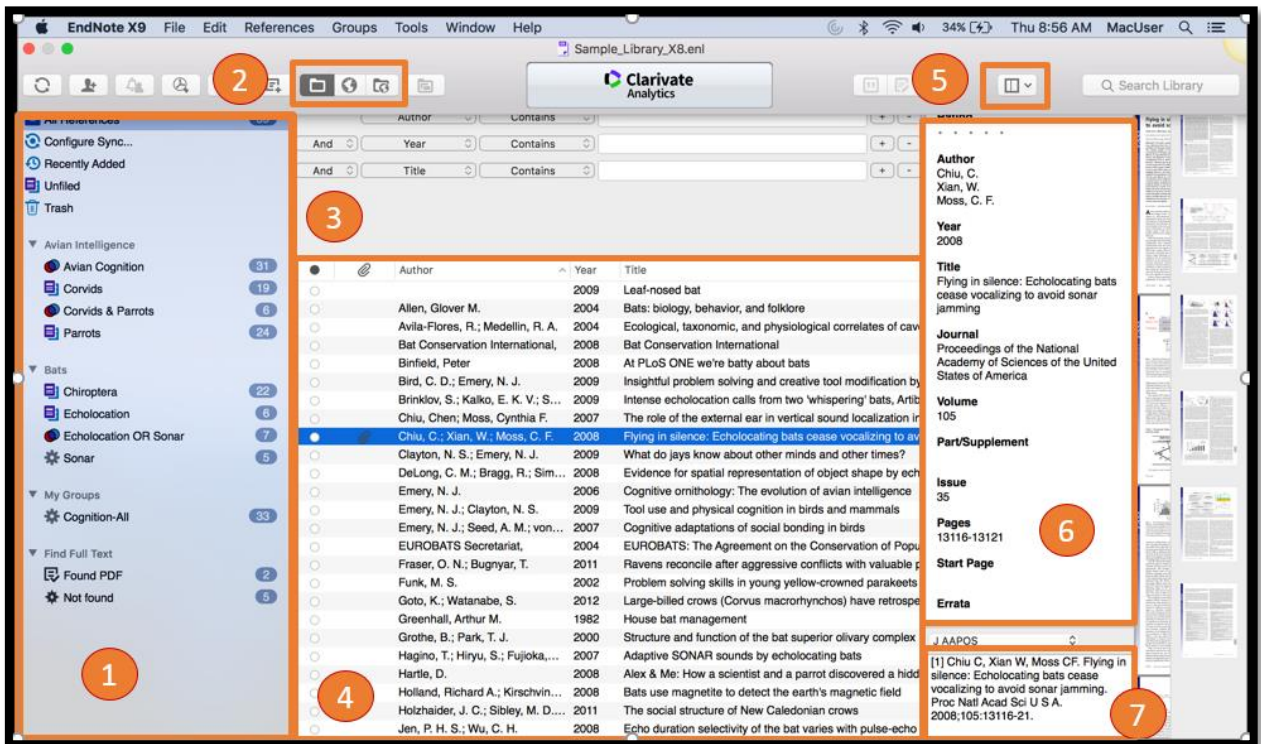 EndNote X9 File Edit References Groups Tools Window Help 34% Thu 8:56 AM MacUser
Sample_Library_X8.enl
2
Clarivate
Analytics
5
Search Library
All References
Configure Sync...
Recently Added
Unfiled
Trash
Avian Intelligence
Avian Cognition 31
Corvids 19
Corvids & Parrots 6
Parrots 24
Bats
Chiroptera 22
Echolocation 6
Echolocation OR Sonar 7
Sonar 5
My Groups
Cognition-All 33
Find Full Text
Found PDF 2
Not found 5
1
Author Contains + -
And Year Contains + -
And Title Contains + -
3
Author Year Title
2009 Leaf-nosed bat
Allen, Glover M. 2004 Bats: biology, behavior, and folklore
Avila-Flores, R.; Medellin, R. A. 2004 Ecological, taxonomic, and physiological correlates of cav
Bat Conservation International, 2008 Bat Conservation International
Binfield, Peter 2008 At PLoS ONE we're batty about bats
Bird, C. D.; Emery, N. J. 2009 Insightful problem solving and creative tool modification by
Brinklov, S.; Kalko, E. K. V.; S... 2009 Intense echolocation calls from two 'whispering' bats, Artib
Chiu, Chen; Moss, Cynthia F. 2007 The role of the external ear in vertical sound localization in
Chiu, C.; Xian, W.; Moss, C. F. 2008 Flying in silence: Echolocating bats cease vocalizing to av
Clayton, N. S.; Emery, N. J. 2009 What do jays know about other minds and other times?
DeLong, C. M.; Bragg, R.; Sim... 2008 Evidence for spatial representation of object shape by ech
Emery, N. J. 2006 Cognitive ornithology: The evolution of avian intelligence
Emery, N. J.; Clayton, N. S. 2009 Tool use and physical cognition in birds and mammals
Emery, N. J.; Seed, A. M.; von... 2007 Cognitive adaptations of social bonding in birds
EUROBATS Secretariat, 2004 EUROBATS: The Agreement on the Conservation of Popu
Fraser, O. N.; Bugnyar, T. 2011 Ravens reconcile after aggressive conflicts with valuable p
Funk, M. S. 2002 Problem solving skills in young yellow-crowned parakeets
Goto, K.; Watanabe, S. 2012 Large-billed crows (Corvus macrorhynchos) have retrospe
Greenhall, Arthur M. 1982 House bat management
Grothe, B.; Park, T. J. 2000 Structure and function of the bat superior olivary complex
Hagino, T.; Hiryu, S.; Fujioka,... 2007 Adaptive SONAR sounds by echolocating bats
Hartle, D. 2008 Alex & Me: How a scientist and a parrot discovered a hidd
Holland, Richard A.; Kirschvin... 2008 Bats use magnetite to detect the earth's magnetic field
Holzhaider, J. C.; Sibley, M. D.... 2011 The social structure of New Caledonian crows
Jen, P. H. S.; Wu, C. H. 2008 Echo duration selectivity of the bat varies with pulse-echo
4
Author
Chiu, C.
Xian, W.
Moss, C. F.
Year
2008
Title
Flying in silence: Echolocating bats
cease vocalizing to avoid sonar
jamming
Journal
Proceedings of the National
Academy of Sciences of the United
States of America
Volume
105
Part/Supplement
Issue
35
Pages
13116-13121
Start Page
Errata
6
J AAPOS
[1] Chiu C, Xian W, Moss CF. Flying in
silence: Echolocating bats cease
vocalizing to avoid sonar jamming.
Proc Natl Acad Sci U S A.
2008;105:13116-21.
7